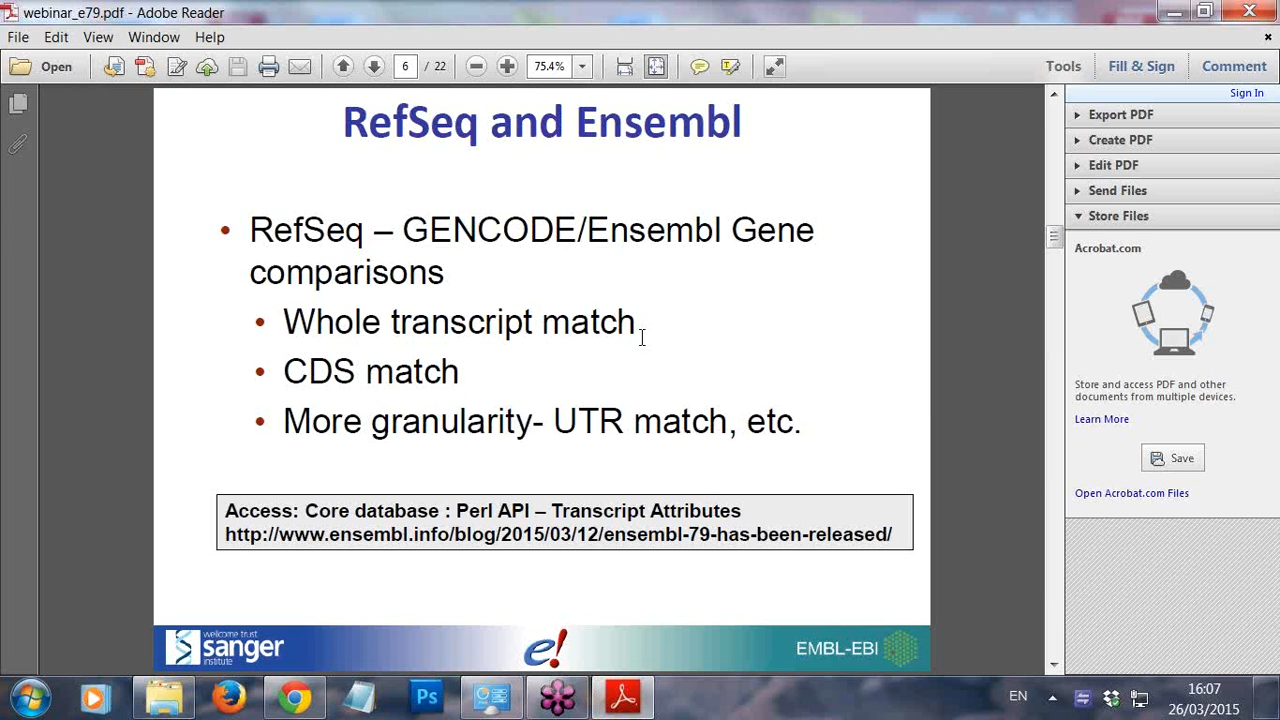 webinar_e79.pdf - Adobe Reader
File Edit View Window Help
Open 6 / 22 75.4% Tools Fill & Sign Comment
Sign In
RefSeq and Ensembl
• RefSeq – GENCODE/Ensembl Gene
comparisons
• Whole transcript match
• CDS match
• More granularity- UTR match, etc.
Access: Core database : Perl API – Transcript Attributes
http://www.ensembl.info/blog/2015/03/12/ensembl-79-has-been-released/
wellcome trust
sanger
institute
e!
EMBL-EBI
Export PDF
Create PDF
Edit PDF
Send Files
Store Files
Acrobat.com
Store and access PDF and other
documents from multiple devices.
Learn More
Save
Open Acrobat.com Files
Ps
EN
16:07
26/03/2015